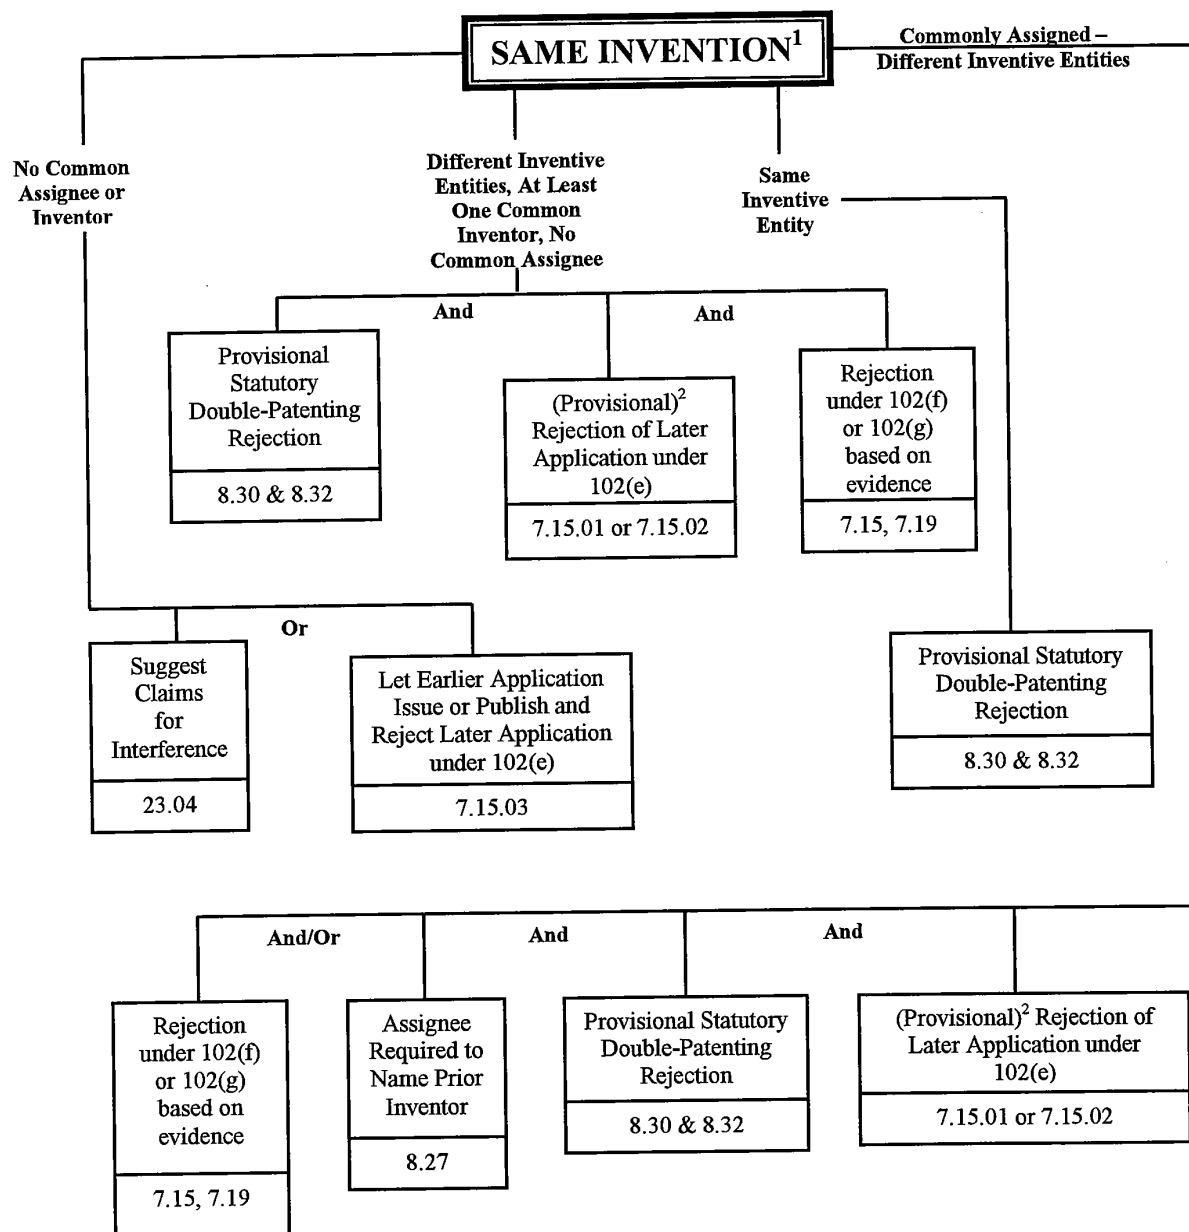 SAME INVENTION¹
Commonly Assigned –
Different Inventive Entities
No Common
Assignee or
Inventor
Different Inventive
Entities, At Least
One Common
Inventor, No
Common Assignee
Same
Inventive
Entity
And
And
Provisional
Statutory
Double-Patenting
Rejection
8.30 & 8.32
(Provisional)²
Rejection of Later
Application under
102(e)
7.15.01 or 7.15.02
Rejection
under 102(f)
or 102(g)
based on
evidence
7.15, 7.19
Or
Suggest
Claims
for
Interference
23.04
Let Earlier Application
Issue or Publish and
Reject Later Application
under 102(e)
7.15.03
Provisional Statutory
Double-Patenting
Rejection
8.30 & 8.32
And/Or
And
And
Rejection
under 102(f)
or 102(g)
based on
evidence
7.15, 7.19
Assignee
Required to
Name Prior
Inventor
8.27
Provisional Statutory
Double-Patenting
Rejection
8.30 & 8.32
(Provisional)² Rejection of
Later Application under
102(e)
7.15.01 or 7.15.02